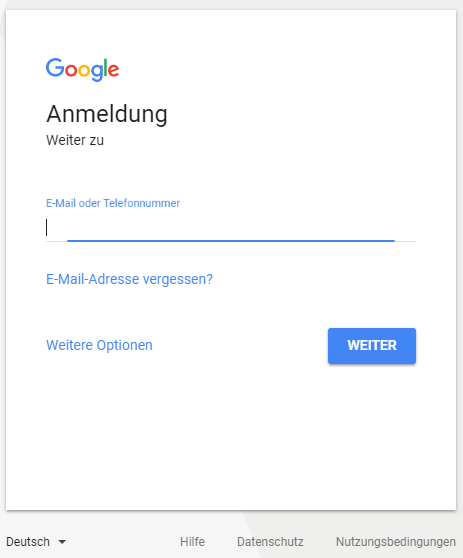 Google
Anmeldung
Weiter zu
E-Mail oder Telefonnummer
E-Mail-Adresse vergessen?
Weitere Optionen WEITER
Deutsch Hilfe Datenschutz Nutzungsbedingungen